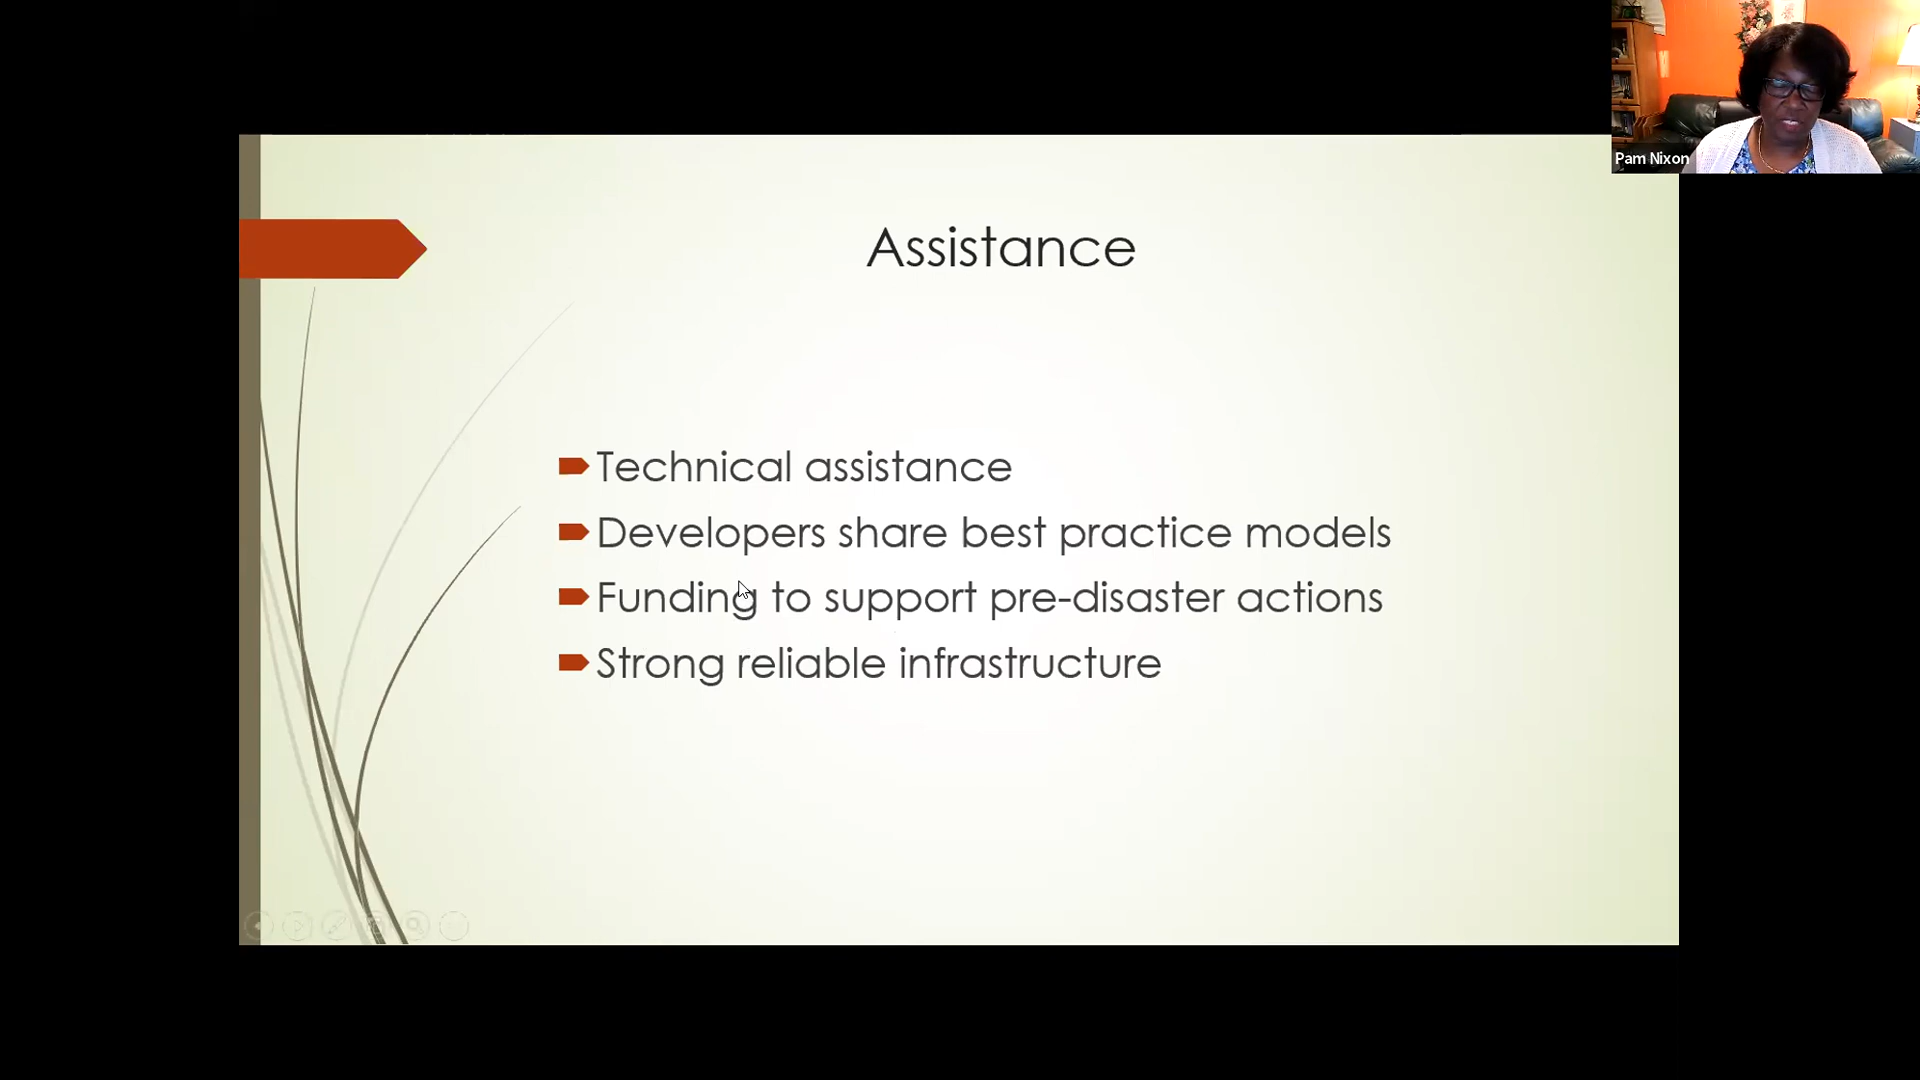 Pam Nixon
Assistance
Technical assistance
Developers share best practice models
Funding to support pre-disaster actions
Strong reliable infrastructure